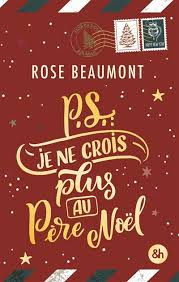 ROSE BEAUMONT
P.S.
JE NE CROIS
plus
AU
Père Noël
&h